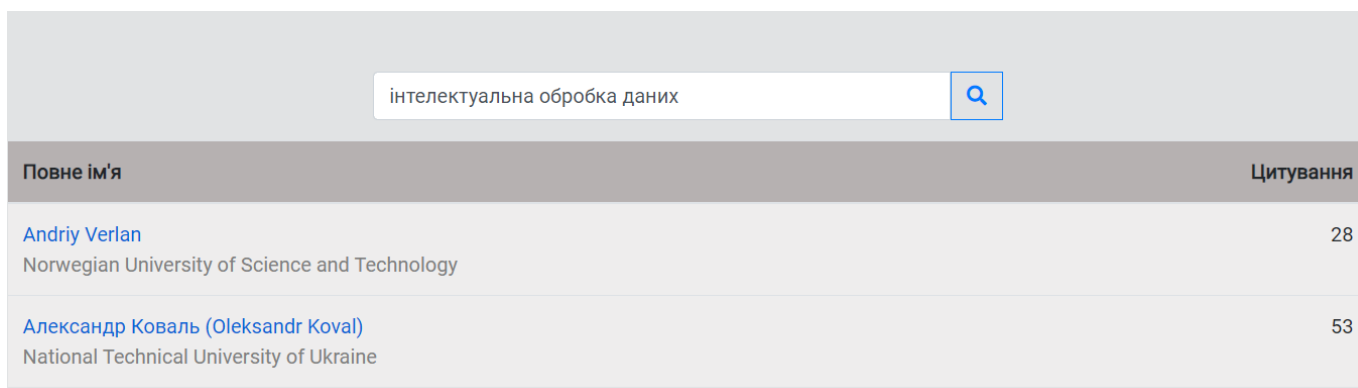 інтелектуальна обробка даних
Повне ім'я Цитування
Andriy Verlan 28
Norwegian University of Science and Technology
Александр Коваль (Oleksandr Koval) 53
National Technical University of Ukraine